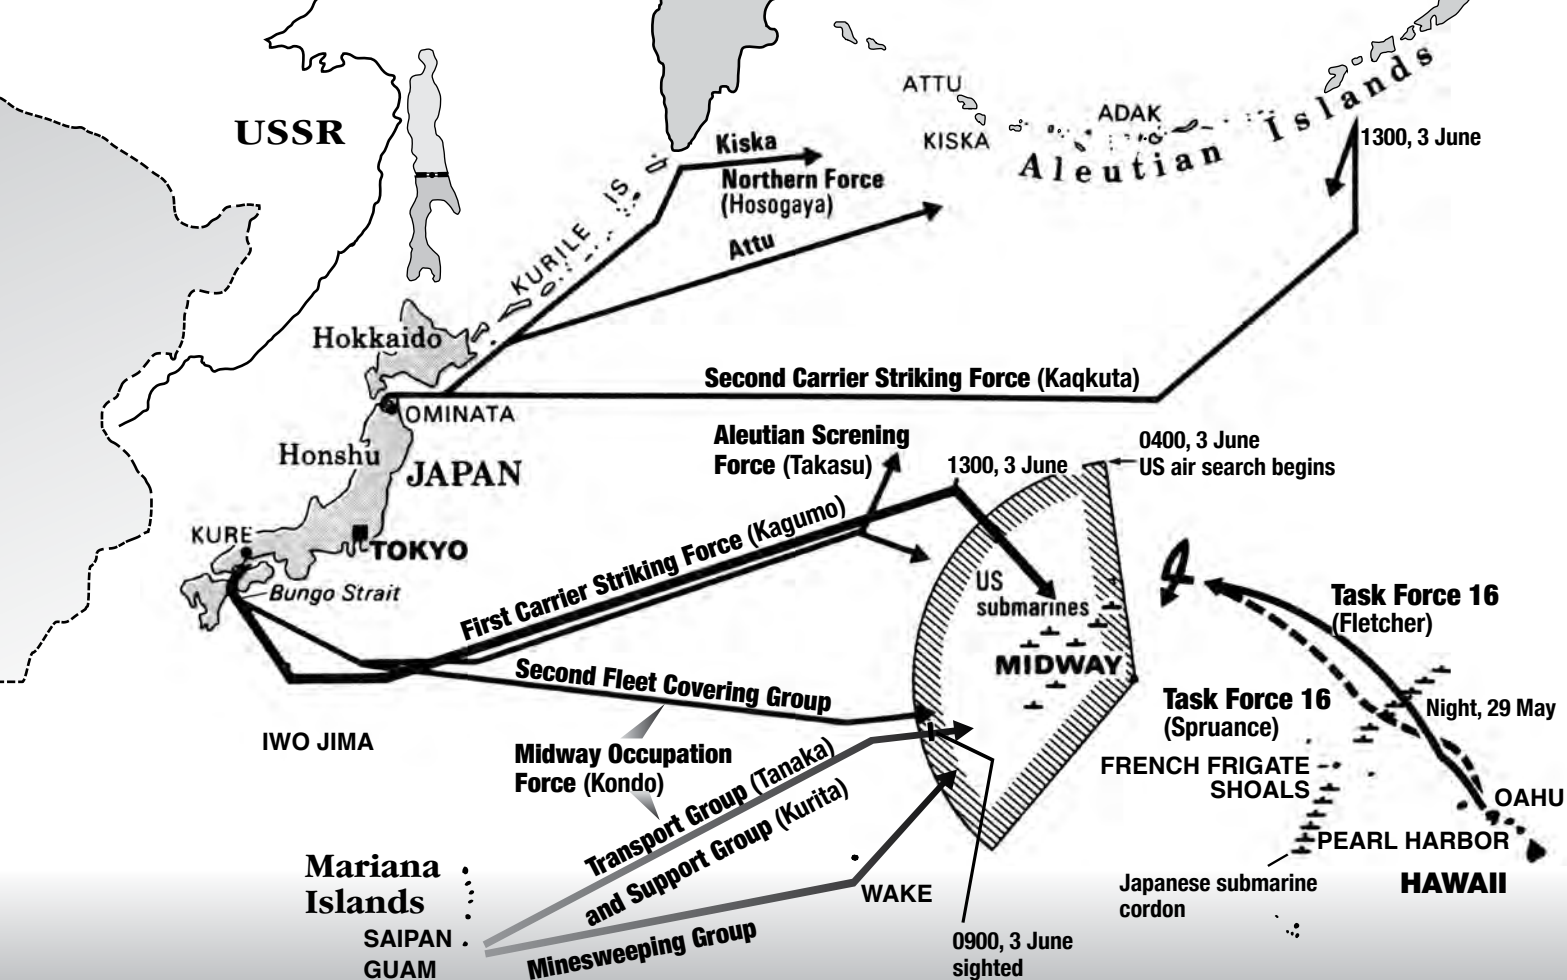 USSR
ATTU
KISKA
ADAK
Aleutian Islands
1300, 3 June
Kiska
Northern Force
(Hosogaya)
Attu
KURILE IS
Hokkaido
Second Carrier Striking Force (Kaqkuta)
OMINATA
Honshu
JAPAN
Aleutian Screning
Force (Takasu)
1300, 3 June
0400, 3 June
US air search begins
KURE
TOKYO
Bungo Strait
First Carrier Striking Force (Kagumo)
US
submarines
MIDWAY
Task Force 16
(Fletcher)
Second Fleet Covering Group
Task Force 16
(Spruance)
Night, 29 May
IWO JIMA
Midway Occupation
Force (Kondo)
FRENCH FRIGATE
SHOALS
OAHU
Transport Group (Tanaka)
and Support Group (Kurita)
PEARL HARBOR
HAWAII
Mariana
Islands
SAIPAN
GUAM
WAKE
Minesweeping Group
Japanese submarine
cordon
0900, 3 June
sighted